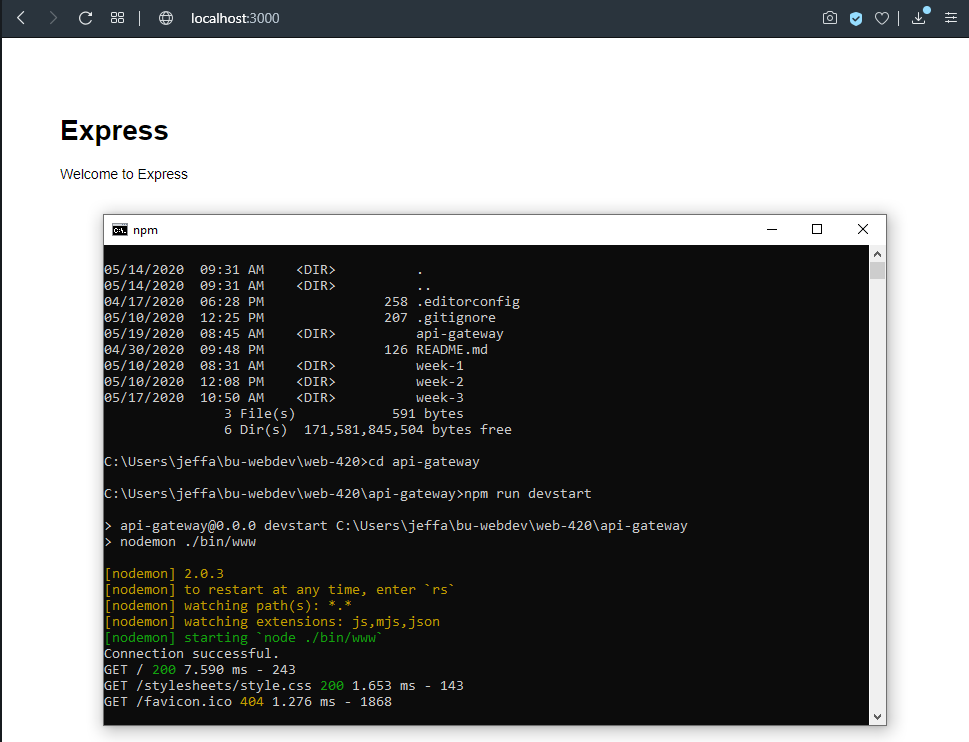 localhost:3000
Express
Welcome to Express
npm
05/14/2020  09:31 AM    <DIR>          .
05/14/2020  09:31 AM    <DIR>          ..
04/17/2020  06:28 PM               258 .editorconfig
05/10/2020  12:25 PM               207 .gitignore
05/19/2020  08:45 AM    <DIR>          api-gateway
04/30/2020  09:48 PM               126 README.md
05/10/2020  08:31 AM    <DIR>          week-1
05/10/2020  12:08 PM    <DIR>          week-2
05/17/2020  10:50 AM    <DIR>          week-3
3 File(s)            591 bytes
6 Dir(s)  171,581,845,504 bytes free
C:\Users\jeffa\bu-webdev\web-420>cd api-gateway
C:\Users\jeffa\bu-webdev\web-420\api-gateway>npm run devstart
> api-gateway@0.0.0 devstart C:\Users\jeffa\bu-webdev\web-420\api-gateway
> nodemon ./bin/www
[nodemon] 2.0.3
[nodemon] to restart at any time, enter `rs`
[nodemon] watching path(s): *.*
[nodemon] watching extensions: js,mjs,json
[nodemon] starting `node ./bin/www`
Connection successful.
GET / 200 7.590 ms - 243
GET /stylesheets/style.css 200 1.653 ms - 143
GET /favicon.ico 404 1.276 ms - 1868